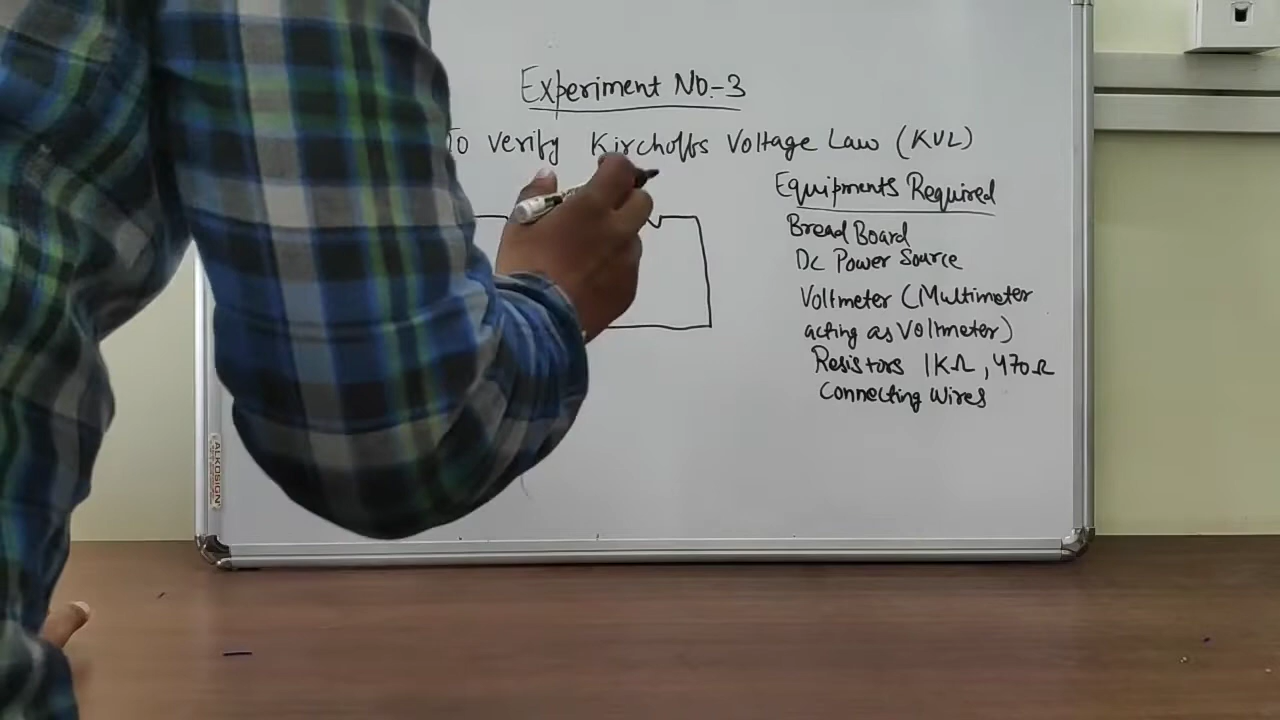 Experiment No.-3
To verify Kirchoffs Voltage Law (KVL)
Equipments Required
Bread Board
Dc Power Source
Voltmeter (Multimeter
acting as Voltmeter)
Resistors 1KΩ, 470Ω
Connecting Wires
ALKOSIGN